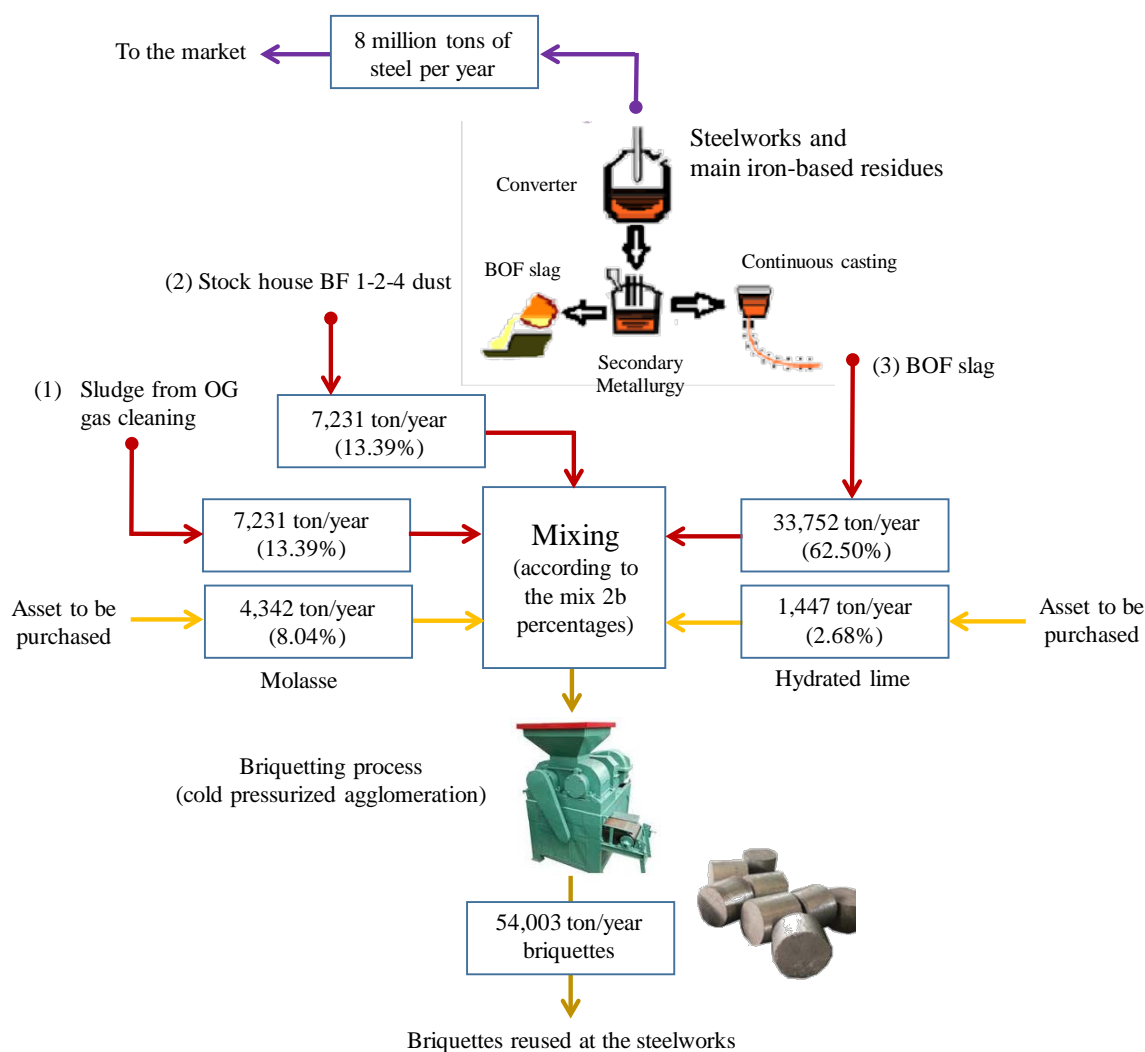 To the market
8 million tons of
steel per year
Steelworks and
main iron-based residues
Converter
BOF slag
Continuous casting
Secondary
Metallurgy
(2) Stock house BF 1-2-4 dust
(3) BOF slag
(1) Sludge from OG
gas cleaning
7,231 ton/year
(13.39%)
7,231 ton/year
(13.39%)
Mixing
(according to
the mix 2b
percentages)
33,752 ton/year
(62.50%)
Asset to be
purchased
4,342 ton/year
(8.04%)
Molasse
1,447 ton/year
(2.68%)
Hydrated lime
Asset to be
purchased
Briquetting process
(cold pressurized agglomeration)
54,003 ton/year
briquettes
Briquettes reused at the steelworks